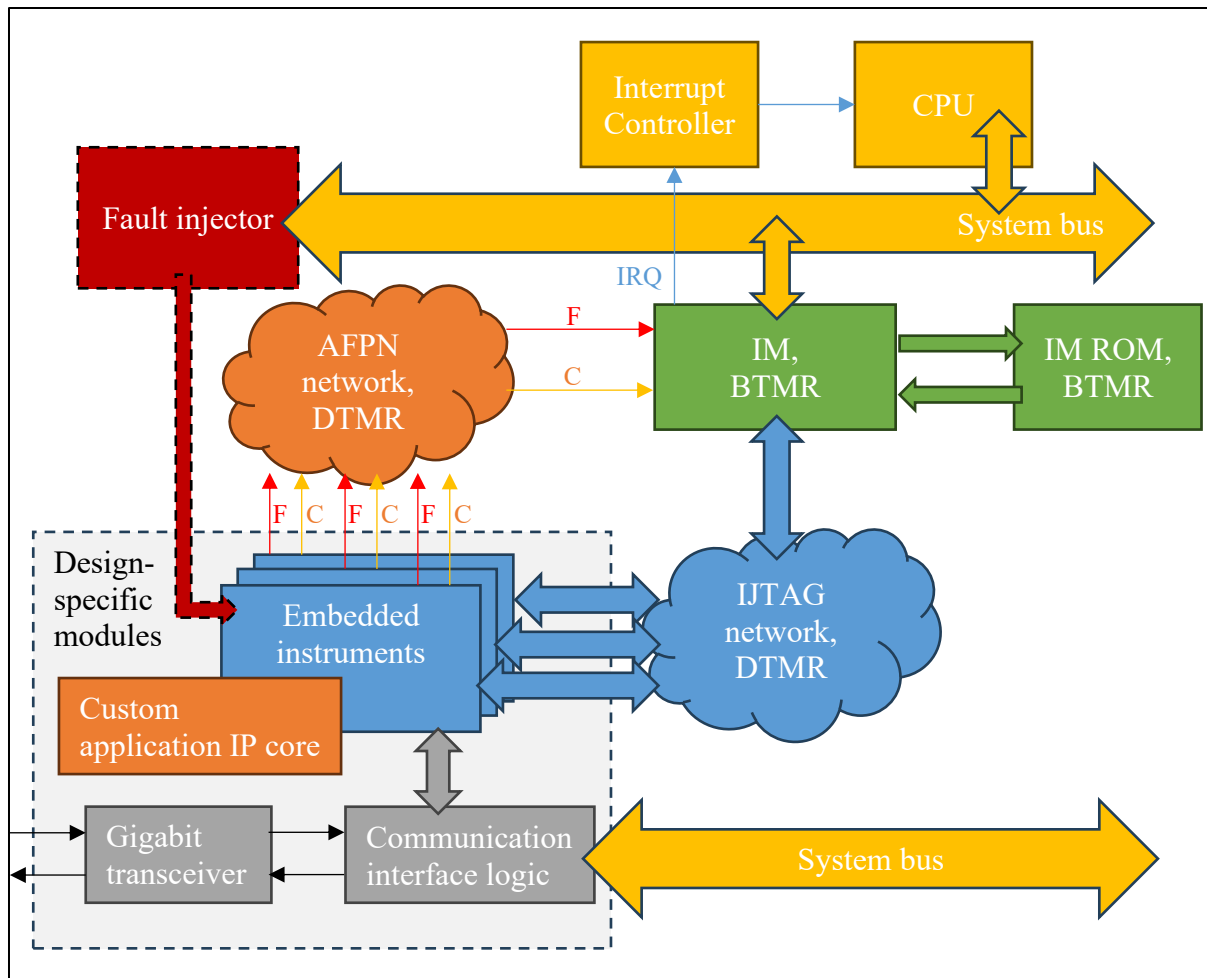 Interrupt
Controller
CPU
Fault injector
System bus
IRQ
AFPN
network,
DTMR
F
C
IM,
BTMR
IM ROM,
BTMR
F
C
F
C
F
C
Design-
specific
modules
Embedded
instruments
IJTAG
network,
DTMR
Custom
application IP core
Gigabit
transceiver
Communication
interface logic
System bus